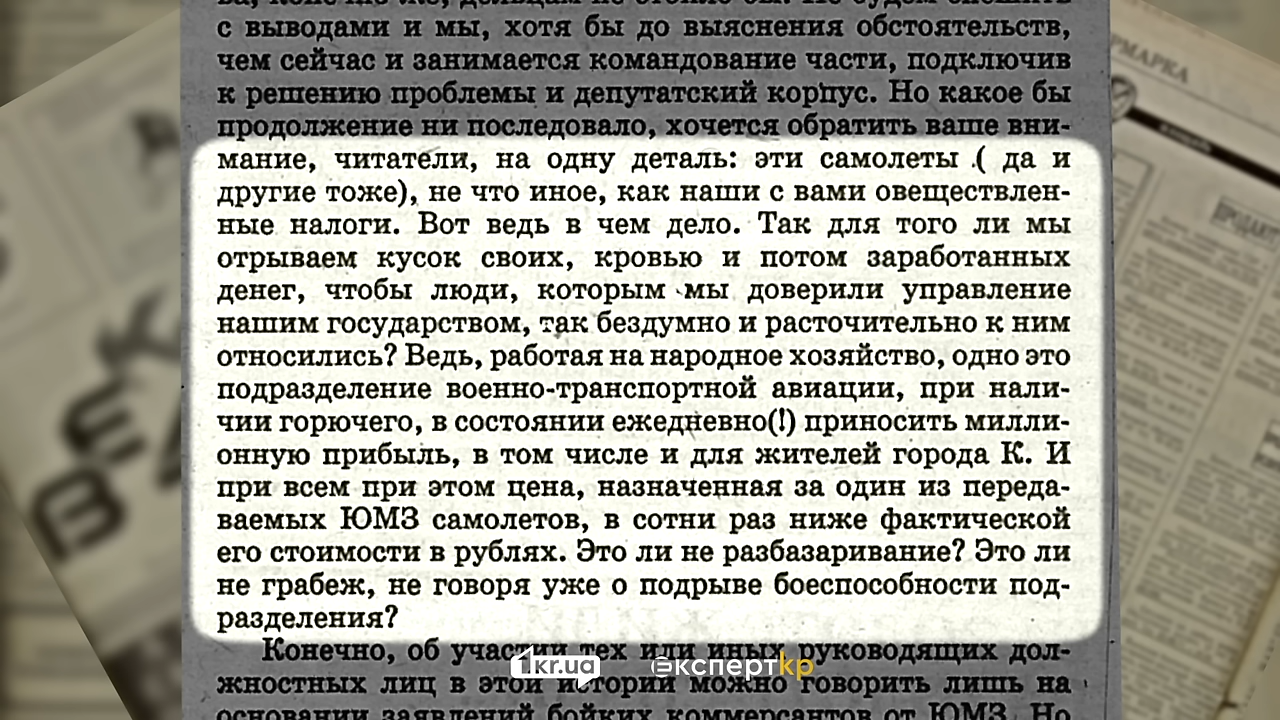 с выводами и мы, хотя бы до выяснения обстоятельств,
чем сейчас и занимается командование части, подключив
к решению проблемы и депутатский корпус. Но какое бы
продолжение ни последовало, хочется обратить ваше вни-
мание, читатели, на одну деталь: эти самолеты ( да и
другие тоже), не что иное, как наши с вами овеществлен-
ные налоги. Вот ведь в чем дело. Так для того ли мы
отрываем кусок своих, кровью и потом заработанных
денег, чтобы люди, которым мы доверили управление
нашим государством, так бездумно и расточительно к ним
относились? Ведь, работая на народное хозяйство, одно это
подразделение военно-транспортной авиации, при нали-
чии горючего, в состоянии ежедневно(!) приносить милли-
онную прибыль, в том числе и для жителей города К. И
при всем при этом цена, назначенная за один из переда-
ваемых ЮМЗ самолетов, в сотни раз ниже фактической
его стоимости в рублях. Это ли не разбазаривание? Это ли
не грабеж, не говоря уже о подрыве боеспособности под-
разделения?
Конечно, об участии тех или иных руководящих дол-
жностных лиц в этой истории можно говорить лишь на
основании заявлений бойких коммерсантов от ЮМЗ. Но
1kr.ua експерткр